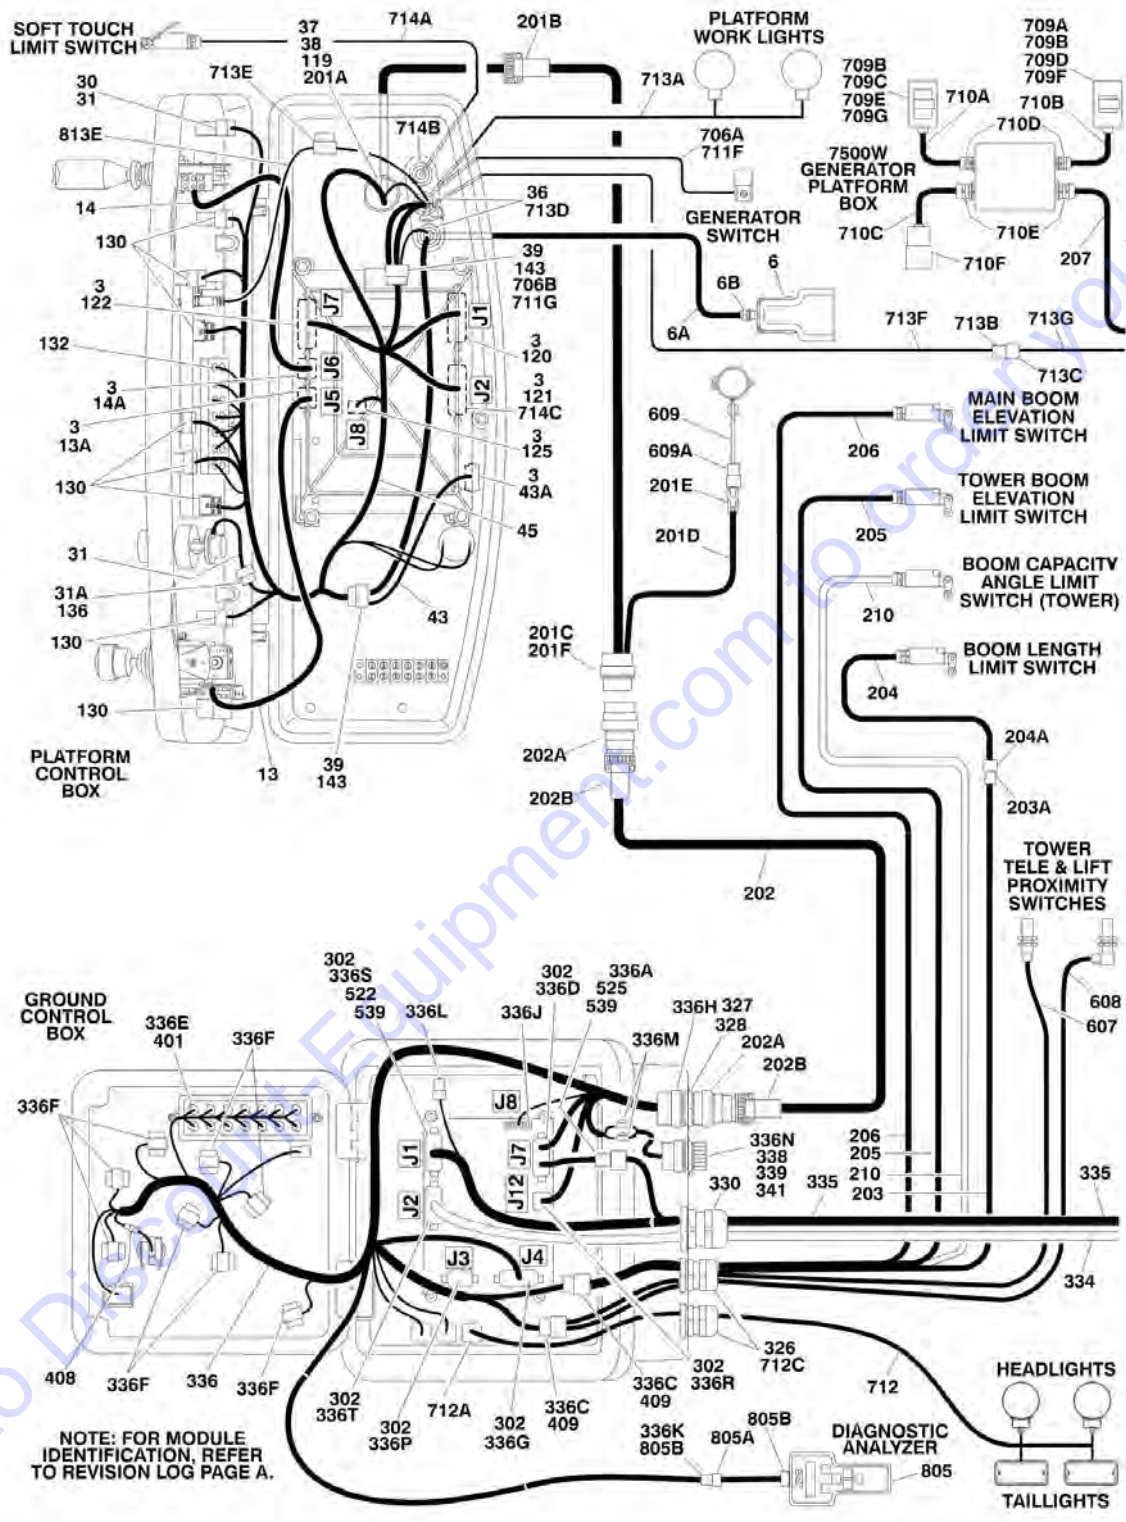 SOFT TOUCH
LIMIT SWITCH
37
38
119
201A
714A
201B
PLATFORM
WORK LIGHTS
709A
709B
709D
709F
709B
709C
709E
709G
710A
710B
710D
30
31
713E
713A
813E
714B
706A
711F
7500W
GENERATOR
PLATFORM
BOX
14
36
713D
GENERATOR
SWITCH
710C
710E
710F
207
130
39
143
706B
711G
6
6B
6A
3
122
J7
J1
713F
713B
713G
713C
132
3
120
J6
J5
J2
3
14A
3
121
714C
MAIN BOOM
ELEVATION
LIMIT SWITCH
609
206
3
13A
J8
3
125
609A
130
3
43A
201E
TOWER BOOM
ELEVATION
LIMIT SWITCH
205
45
201D
31
BOOM CAPACITY
ANGLE LIMIT
SWITCH (TOWER)
210
31A
136
43
130
201C
201F
BOOM LENGTH
LIMIT SWITCH
204
130
PLATFORM
CONTROL
BOX
13
39
143
202A
204A
202B
203A
TOWER
TELE & LIFT
PROXIMITY
SWITCHES
202
GROUND
CONTROL
BOX
302
336S
522
539
302
336D
336A
525
539
336E
401
336F
336L
336J
336H
327
328
202A
336M
202B
608
607
336F
J8
J1
J7
336N
338
339
341
206
205
210
203
J2
J12
330
335
335
J3
J4
334
408
336F
336
336F
302
336T
302
336P
712A
302
336G
336C
409
336C
409
302
336R
326
712C
712
HEADLIGHTS
NOTE: FOR MODULE
IDENTIFICATION, REFER
TO REVISION LOG PAGE A.
336K
805B
805A
805B
DIAGNOSTIC
ANALYZER
805
TAILLIGHTS
to Discount-Equipment.com to order you